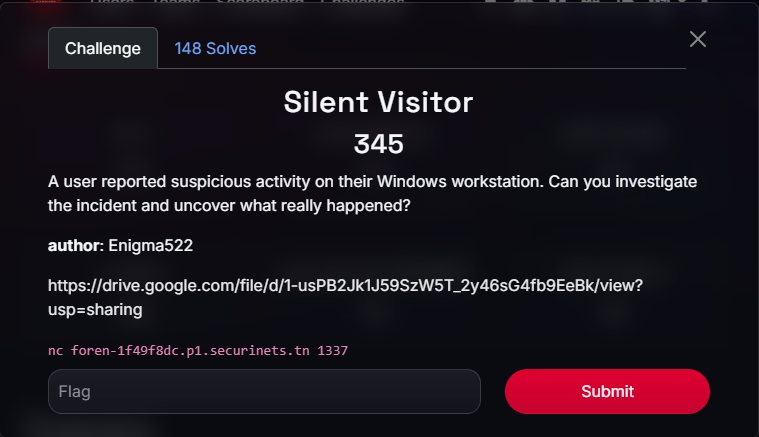 Challenge
148 Solves
Silent Visitor
345
A user reported suspicious activity on their Windows workstation. Can you investigate
the incident and uncover what really happened?
author: Enigma522
https://drive.google.com/file/d/1-usPB2Jk1J59SzW5T_2y46sG4fb9EeBk/view?
usp=sharing
nc foren-1f49f8dc.p1.securinets.tn 1337
Flag
Submit